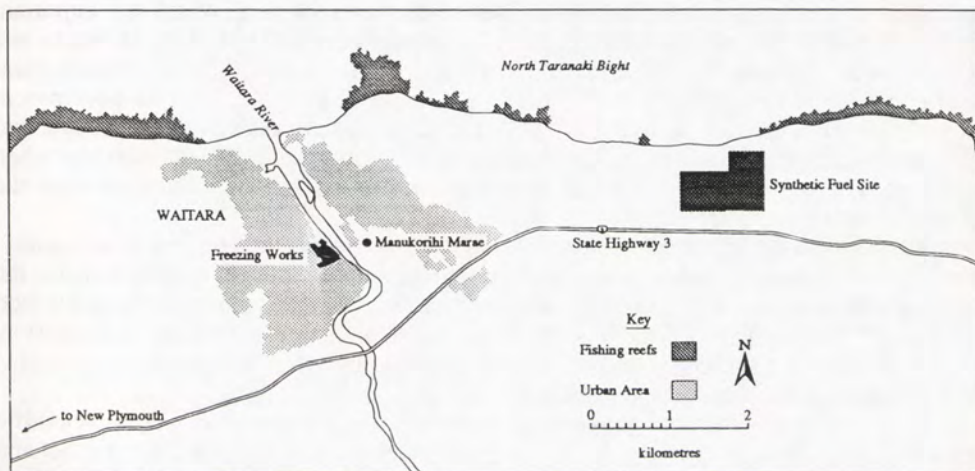 North Taranaki Bight
Waitara River
Synthetic Fuel Site
WAITARA
Manukorihi Marae
Freezing Works
State Highway 3
Key
Fishing reefs
N
Urban Area
to New Plymouth
0 1 2
kilometres